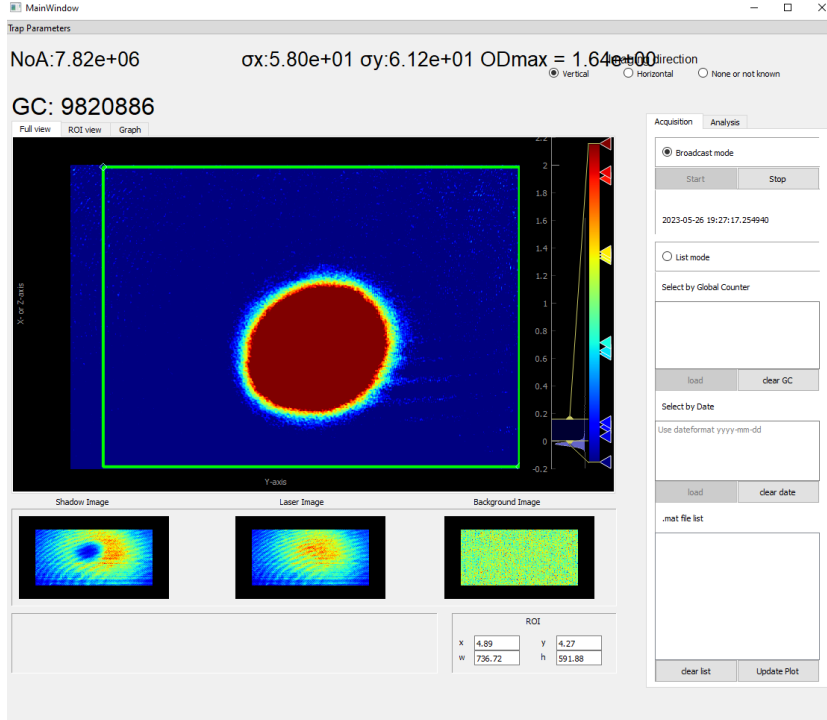 MainWindow
Trap Parameters
NoA:7.82e+06 σx:5.80e+01 σy:6.12e+01 ODmax = 1.64e+00
direction
Vertical Horizontal None or not known
GC: 9820886
Full view ROI view Graph
Acquisition Analysis
2.2
2
1.8
1.6
1.4
1.2
1
0.8
0.6
0.4
0.2
0
-0.2
X- or Z-axis
Y-axis
Broadcast mode
Start Stop
2023-05-26 19:27:17.254940
List mode
Select by Global Counter
load clear GC
Select by Date
Use dateformat yyyy-mm-dd
load clear date
.mat file list
clear list Update Plot
Shadow Image Laser Image Background Image
ROI
x 4.89 y 4.27
w 736.72 h 591.88